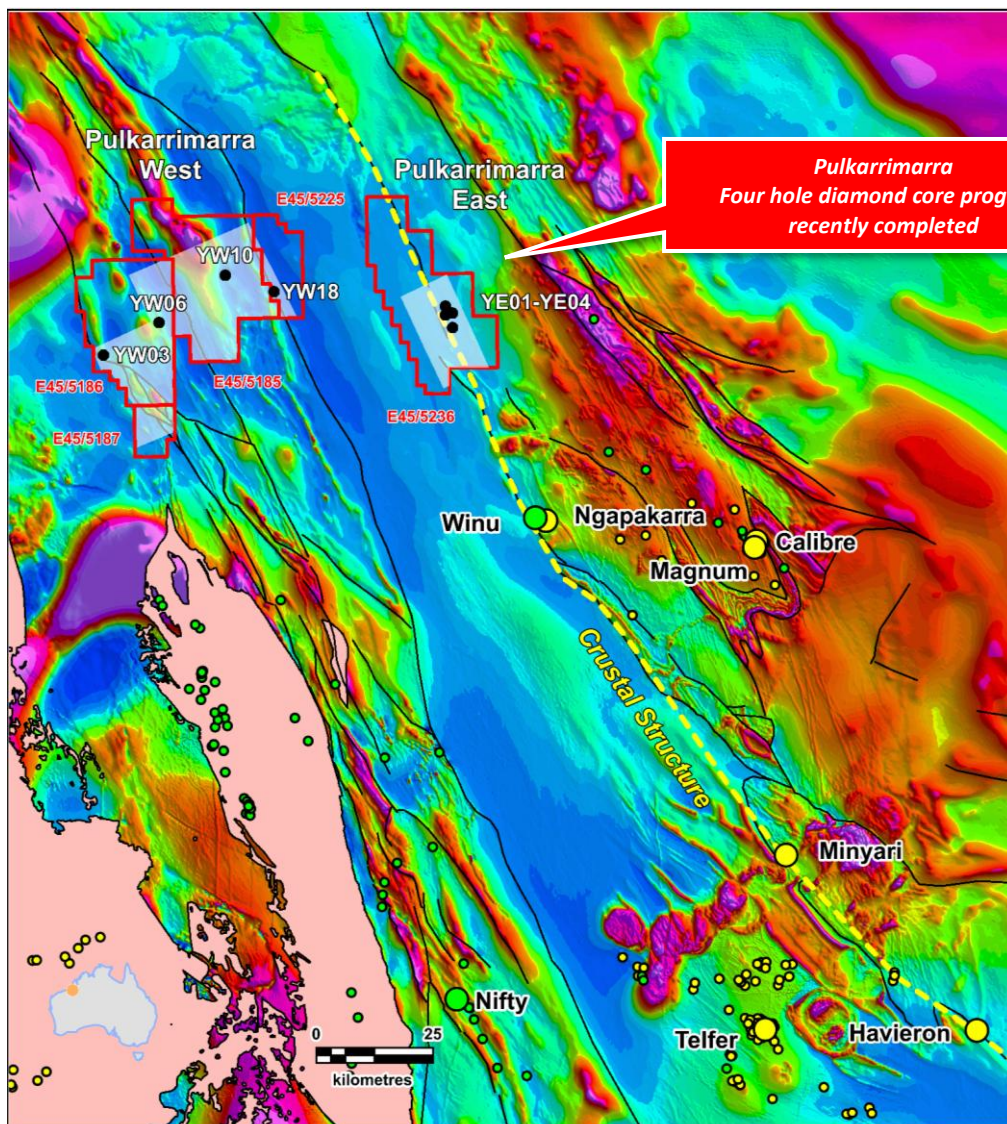 Pulkarrimarra
West
E45/5225
Pulkarrimarra
East
Pulkarrimarra
Four hole diamond core prog
recently completed
YW10
YW18
YW06
YE01-YE04
YW03
E45/5186
E45/5185
E45/5236
E45/5187
Winu
Ngapakarra
Calibre
Magnum
Crustal Structure
Minyari
Nifty
Telfer
Havieron
0 25
kilometres